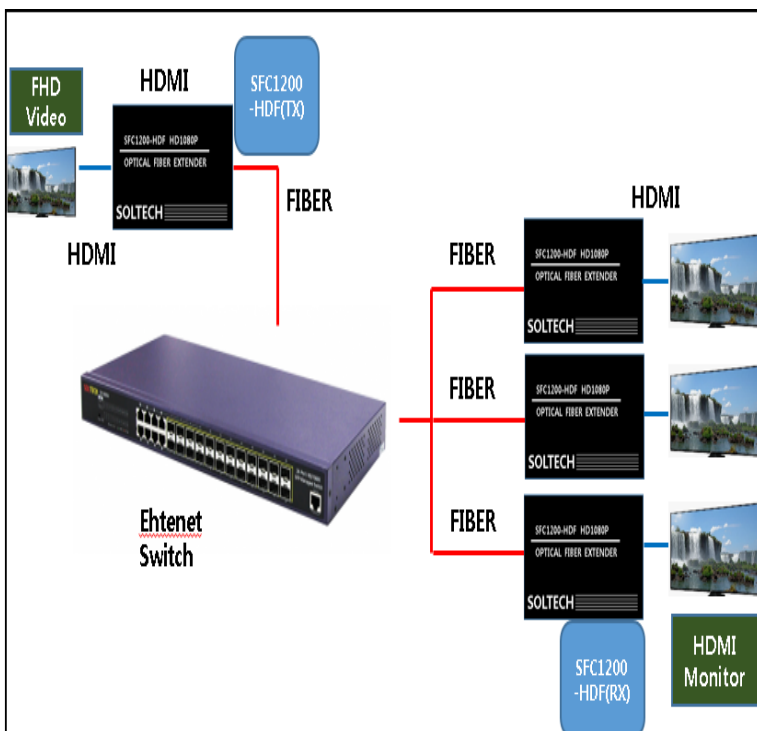 FHD
Video
HDMI
SFC1200
-HDF(TX)
SFC1200-HDF HD1080P
OPTICAL FIBER EXTENDER
SOLTECH
HDMI
FIBER
HDMI
FIBER
SFC1200-HDF HD1080P
OPTICAL FIBER EXTENDER
SOLTECH
FIBER
SFC1200-HDF HD1080P
OPTICAL FIBER EXTENDER
SOLTECH
FIBER
SFC1200-HDF HD1080P
OPTICAL FIBER EXTENDER
SOLTECH
Ehtenet
Switch
SFC1200
-HDF(RX)
HDMI
Monitor